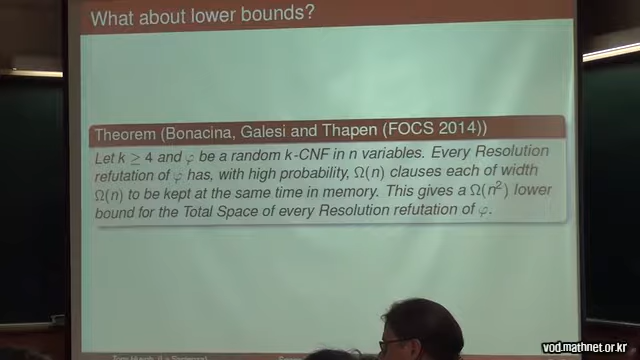 What about lower bounds?
Theorem (Bonacina, Galesi and Thapen (FOCS 2014))
Let k ≥ 4 and φ be a random k-CNF in n variables. Every Resolution
refutation of φ has, with high probability, Ω(n) clauses each of width
Ω(n) to be kept at the same time in memory. This gives a Ω(n²) lower
bound for the Total Space of every Resolution refutation of φ.
vod.mathnet.or.kr